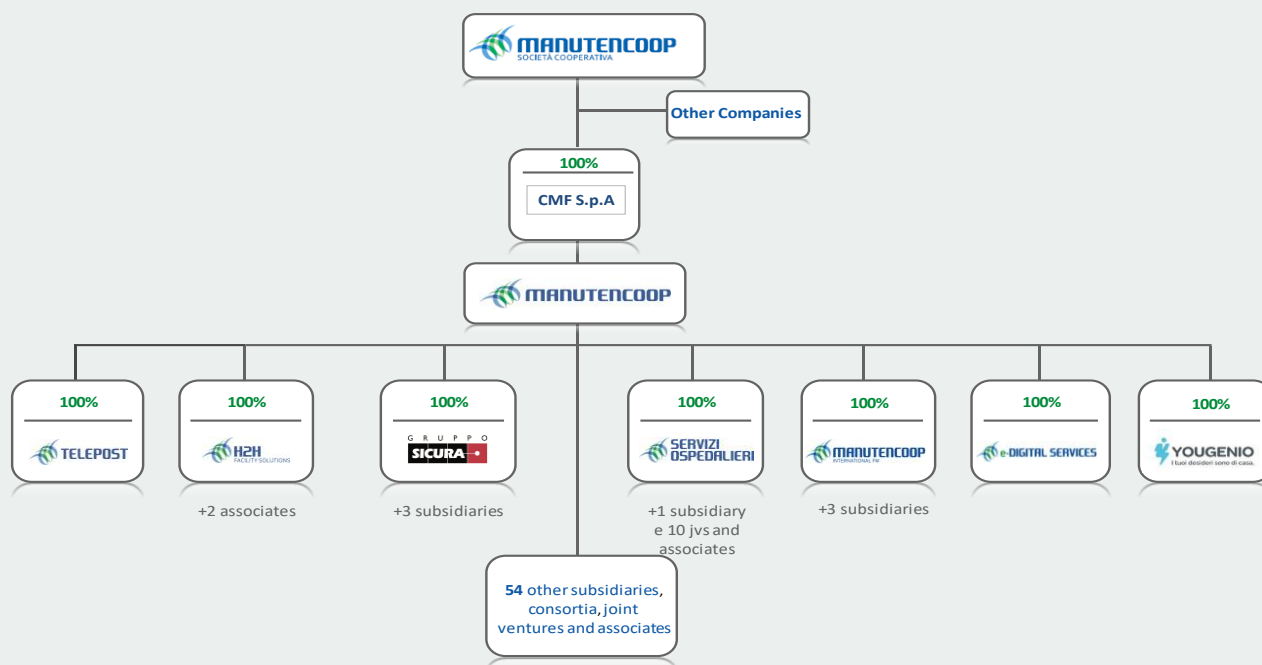 MANUTENCOOP
SOCIETÀ COOPERATIVA
Other Companies
100%
CMF S.p.A
MANUTENCOOP
100%
TELEPOST
100%
H2H
FACILITY SOLUTIONS
100%
GRUPPO
SICURA
100%
SERVIZI
OSPEDALIERI
100%
MANUTENCOOP
INTERNATIONAL FM
100%
e-DIGITAL SERVICES
100%
YOUGENIO
I tuoi desideri sono di casa.
+2 associates
+3 subsidiaries
+1 subsidiary
e 10 jvs and
associates
+3 subsidiaries
54 other subsidiaries,
consortia, joint
ventures and associates